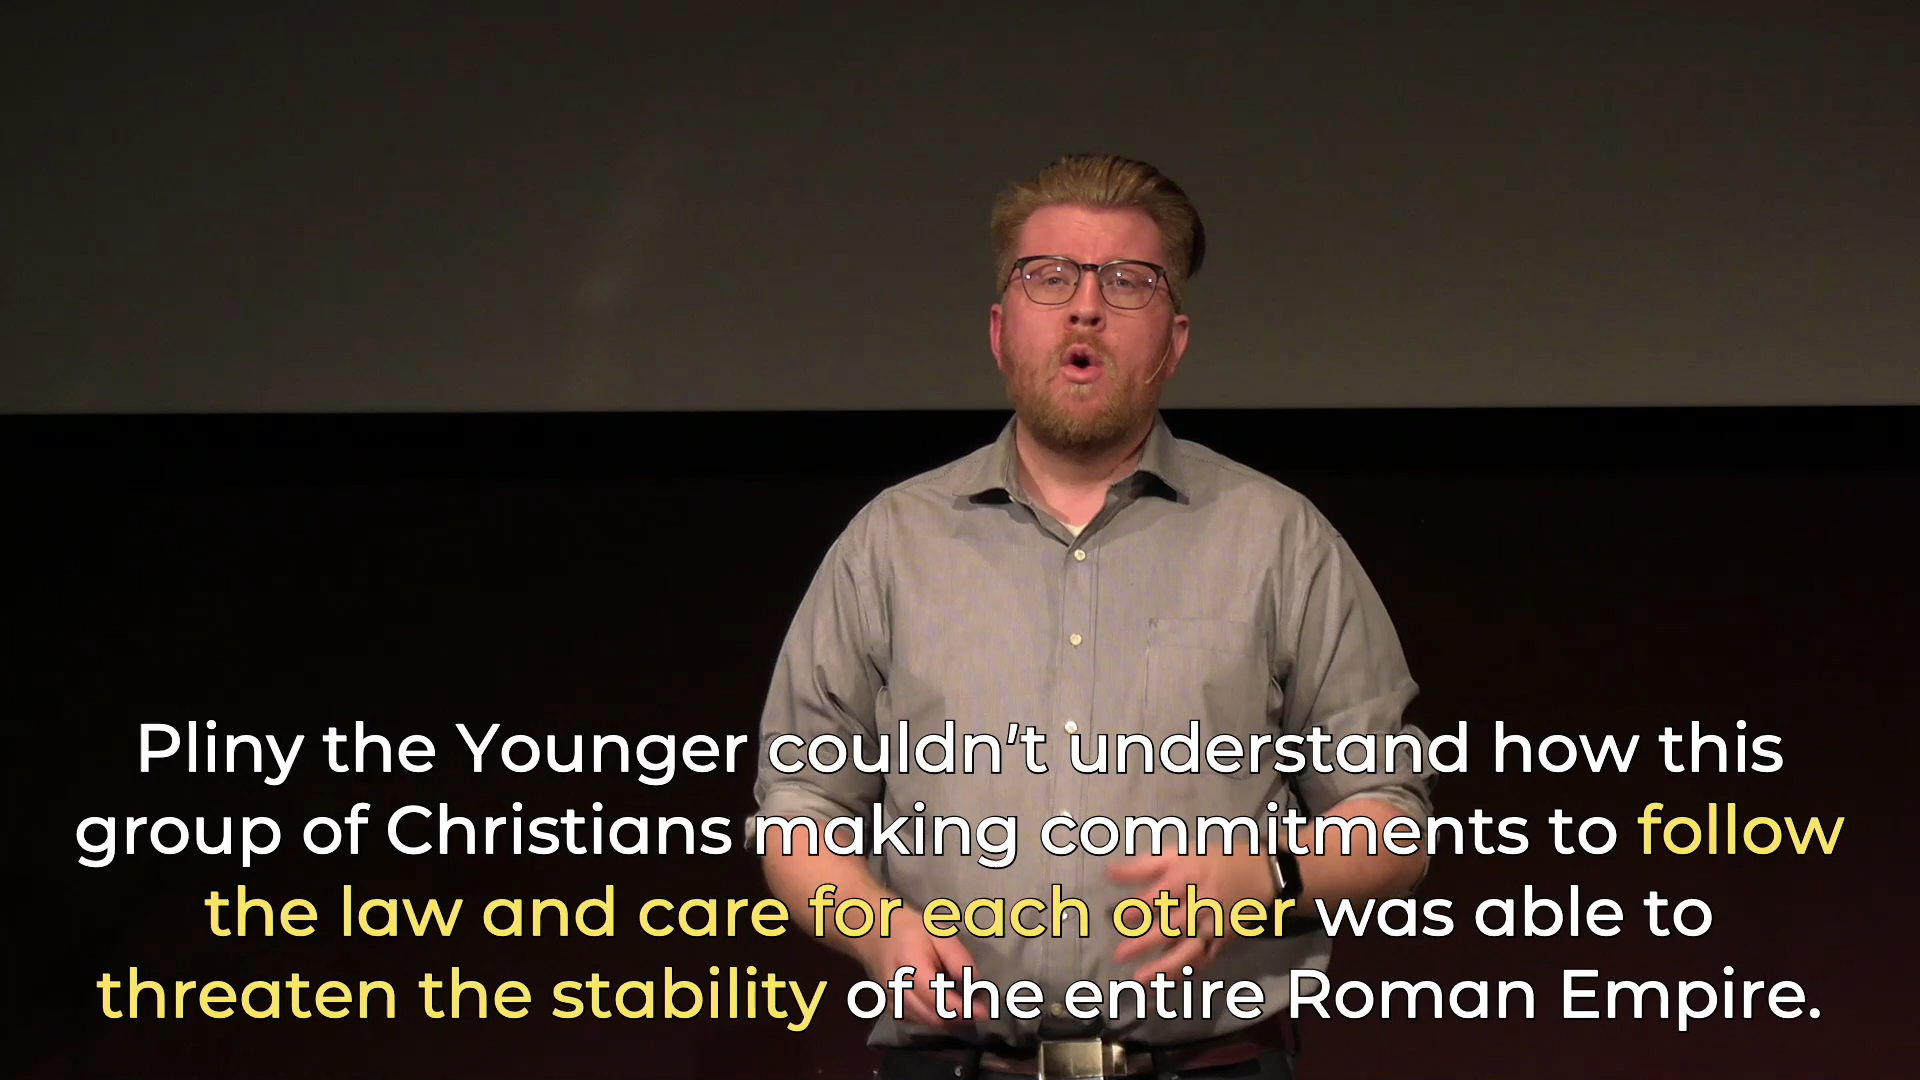 Pliny the Younger couldn't understand how this
group of Christians making commitments to follow
the law and care for each other was able to
threaten the stability of the entire Roman Empire.